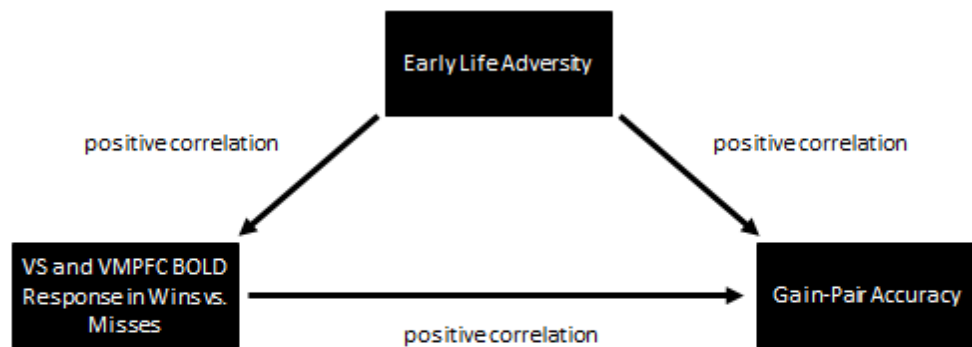 Early Life Adversity
positive correlation
positive correlation
VS and VMPFC BOLD
Response in Wins vs.
Misses
Gain-Pair Accuracy
positive correlation